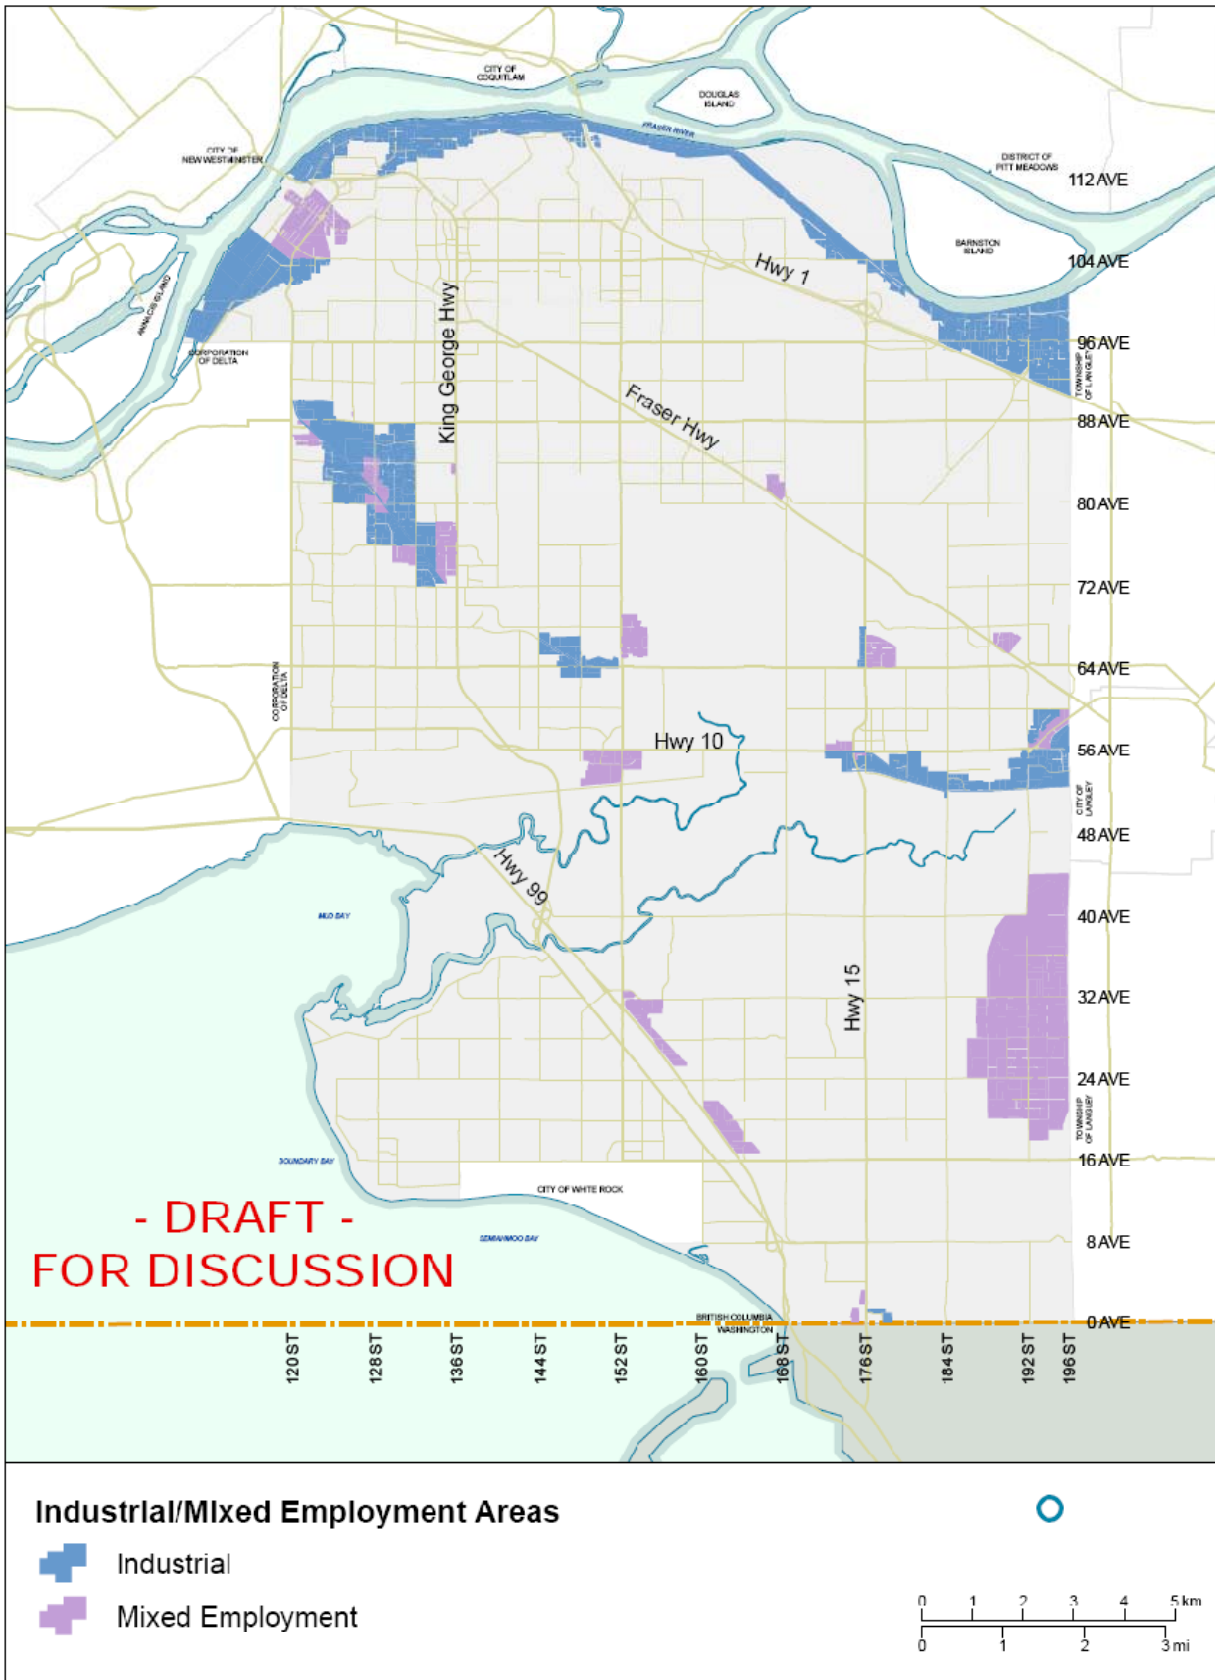 CITY OF
COQUITLAM
DOUGLAS
ISLAND
FRASER RIVER
CITY OF
NEW WESTMINSTER
DISTRICT OF
PITT MEADOWS
112 AVE
BARNSTON
ISLAND
104 AVE
Hwy 1
ANNACIS ISLAND
King George Hwy
CORPORATION
OF DELTA
96 AVE
TOWNSHIP
OF LANGLEY
Fraser Hwy
88 AVE
80 AVE
72 AVE
64 AVE
CORPORATION
OF DELTA
Hwy 10
56 AVE
CITY OF
LANGLEY
48 AVE
Hwy 99
MUD BAY
40 AVE
Hwy 15
32 AVE
24 AVE
TOWNSHIP
OF LANGLEY
BOUNDARY BAY
16 AVE
CITY OF WHITE ROCK
- DRAFT -
FOR DISCUSSION
SEMIAHMOO BAY
8 AVE
BRITISH COLUMBIA
WASHINGTON
0 AVE
120 ST
128 ST
136 ST
144 ST
152 ST
160 ST
168 ST
176 ST
184 ST
192 ST
196 ST
Industrial/Mixed Employment Areas
Industrial
Mixed Employment
0 1 2 3 4 5 km
0 1 2 3 mi